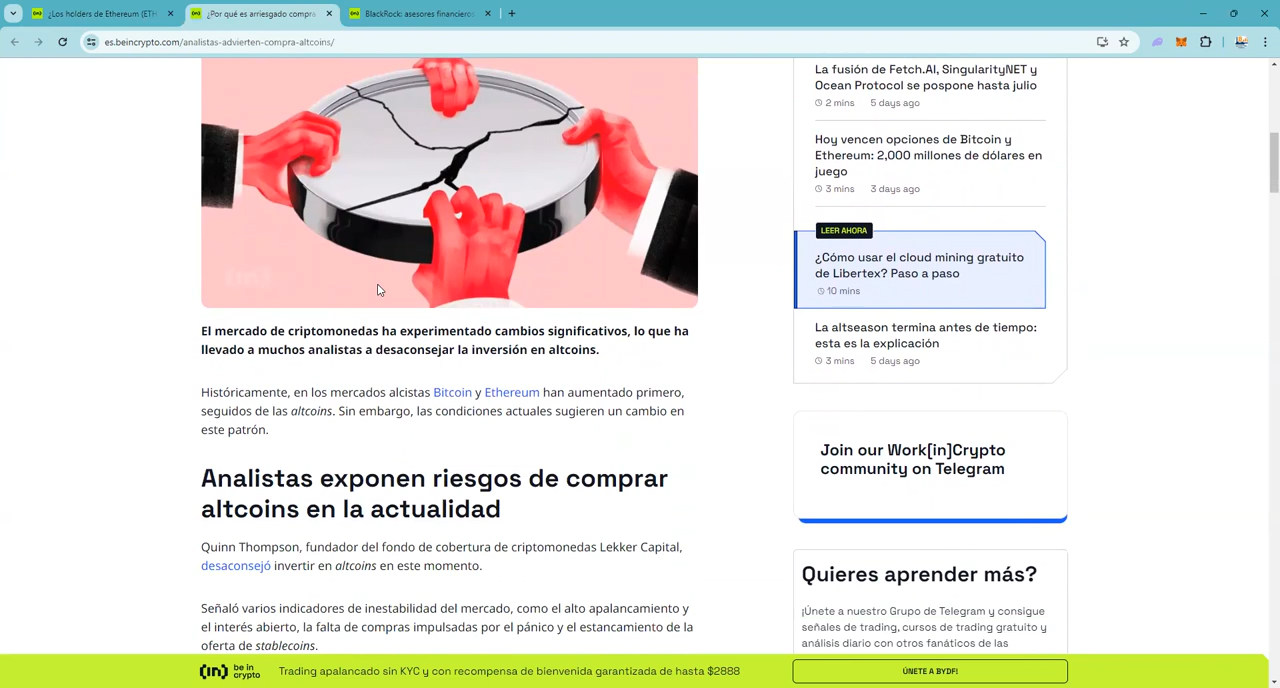 ¿Los holders de Ethereum (ETH
¿Por qué es arriesgado compra
BlackRock: asesores financieros
es.beincrypto.com/analistas-advierten-compra-altcoins/
El mercado de criptomonedas ha experimentado cambios significativos, lo que ha
llevado a muchos analistas a desaconsejar la inversión en altcoins.
Históricamente, en los mercados alcistas Bitcoin y Ethereum han aumentado primero,
seguidos de las altcoins. Sin embargo, las condiciones actuales sugieren un cambio en
este patrón.
Analistas exponen riesgos de comprar
altcoins en la actualidad
Quinn Thompson, fundador del fondo de cobertura de criptomonedas Lekker Capital,
desaconsejó invertir en altcoins en este momento.
Señaló varios indicadores de inestabilidad del mercado, como el alto apalancamiento y
el interés abierto, la falta de compras impulsadas por el pánico y el estancamiento de la
oferta de stablecoins.
La fusión de Fetch.AI, SingularityNET y
Ocean Protocol se pospone hasta julio
2 mins 5 days ago
Hoy vencen opciones de Bitcoin y
Ethereum: 2,000 millones de dólares en
juego
3 mins 3 days ago
LEER AHORA
¿Cómo usar el cloud mining gratuito
de Libertex? Paso a paso
10 mins
La altseason termina antes de tiempo:
esta es la explicación
3 mins 5 days ago
Join our Work[in]Crypto
community on Telegram
Quieres aprender más?
¡Únete a nuestro Grupo de Telegram y consigue
señales de trading, cursos de trading gratuito y
análisis diario con otros fanáticos de las
(in) be in
crypto
Trading apalancado sin KYC y con recompensa de bienvenida garantizada de hasta $2888
ÚNETE A BYDFI